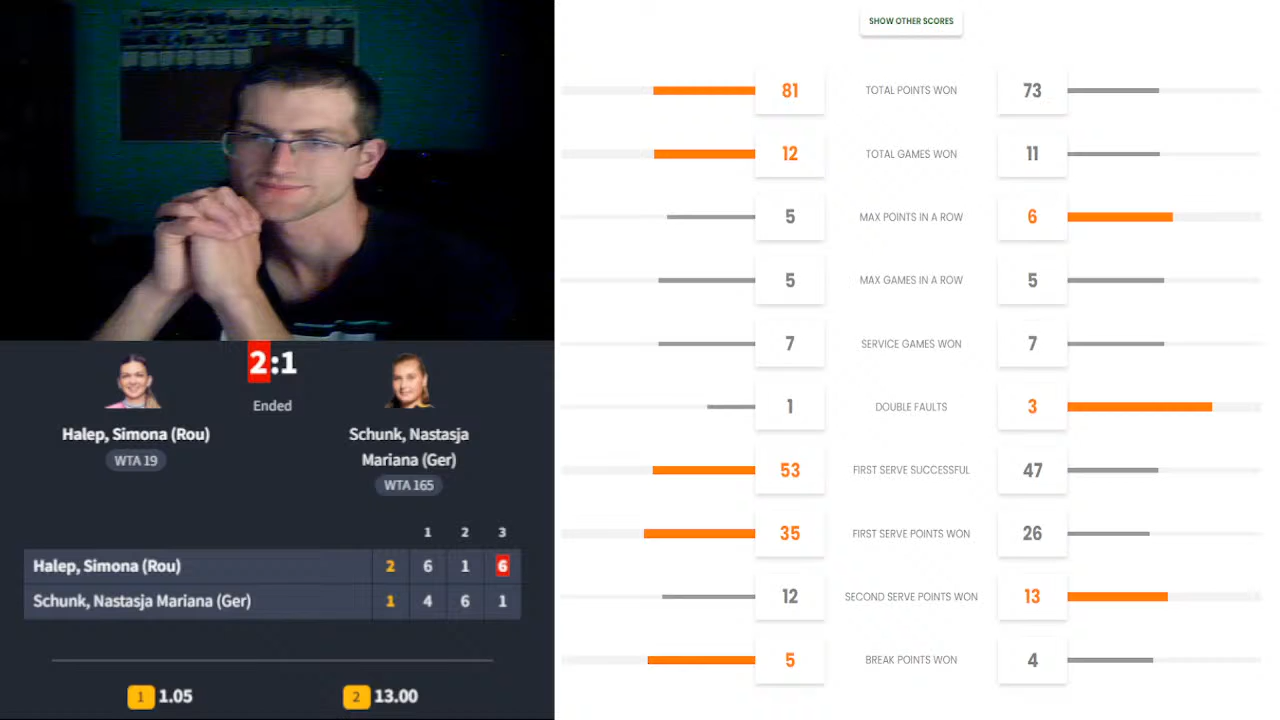 2:1
Ended
Halep, Simona (Rou)
WTA 19
Schunk, Nastasja
Mariana (Ger)
WTA 165
1 2 3
Halep, Simona (Rou) 2 6 1 6
Schunk, Nastasja Mariana (Ger) 1 4 6 1
1 1.05 2 13.00
SHOW OTHER SCORES
81 TOTAL POINTS WON 73
12 TOTAL GAMES WON 11
5 MAX POINTS IN A ROW 6
5 MAX GAMES IN A ROW 5
7 SERVICE GAMES WON 7
1 DOUBLE FAULTS 3
53 FIRST SERVE SUCCESSFUL 47
35 FIRST SERVE POINTS WON 26
12 SECOND SERVE POINTS WON 13
5 BREAK POINTS WON 4